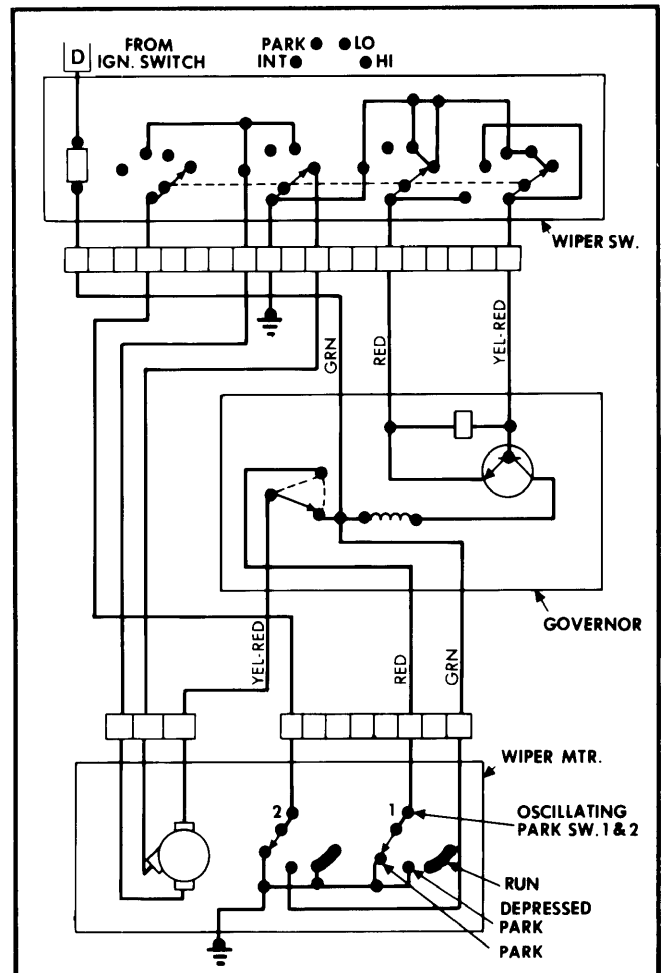 D
FROM
IGN. SWITCH
PARK
LO
INT
HI
WIPER SW.
GRN
RED
YEL-RED
GOVERNOR
YEL-RED
RED
GRN
WIPER MTR.
2
1
OSCILLATING
PARK SW. 1 & 2
RUN
DEPRESSED
PARK
PARK